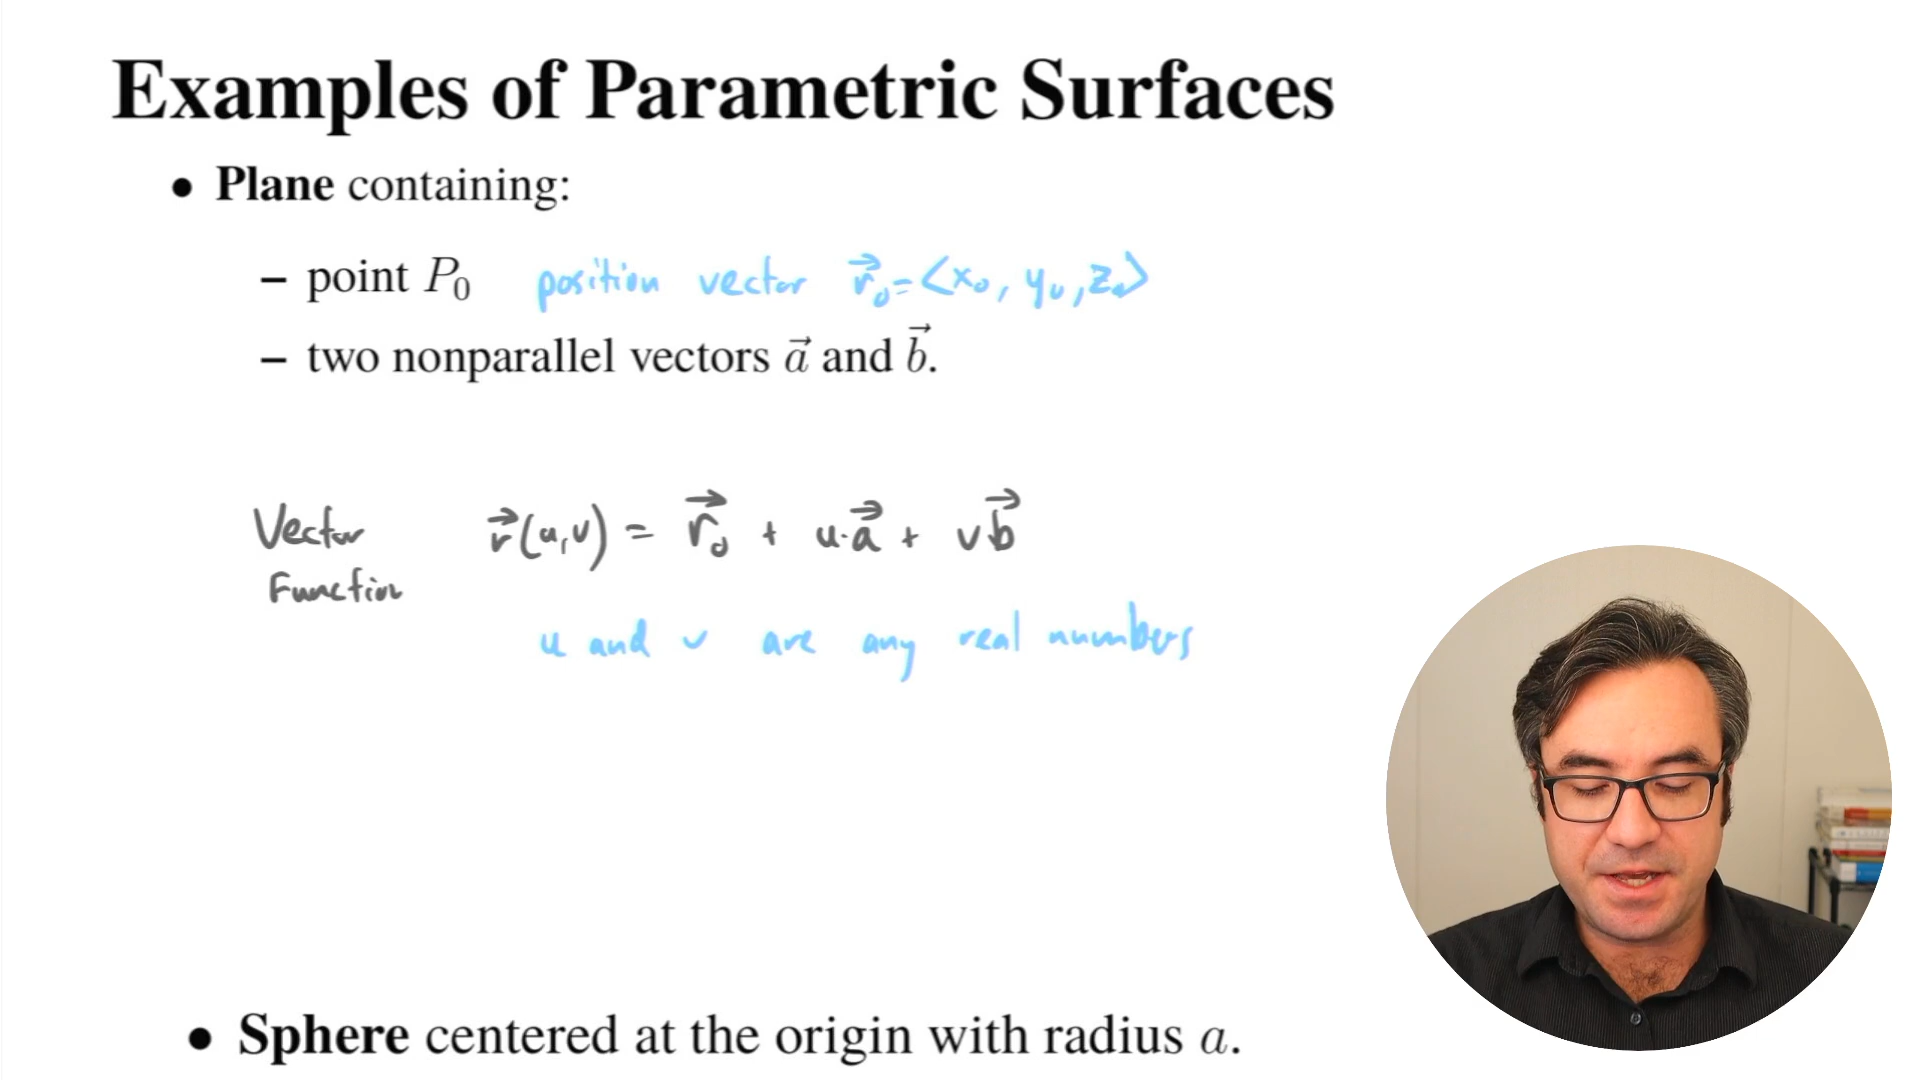 Examples of Parametric Surfaces
• Plane containing:
– point P₀ position vector r⃗₀ = ⟨x₀, y₀, z₀⟩
– two nonparallel vectors a⃗ and b⃗.
Vector r⃗(u,v) = r⃗₀ + u·a⃗ + v b⃗
Function
u and v are any real numbers
• Sphere centered at the origin with radius a.